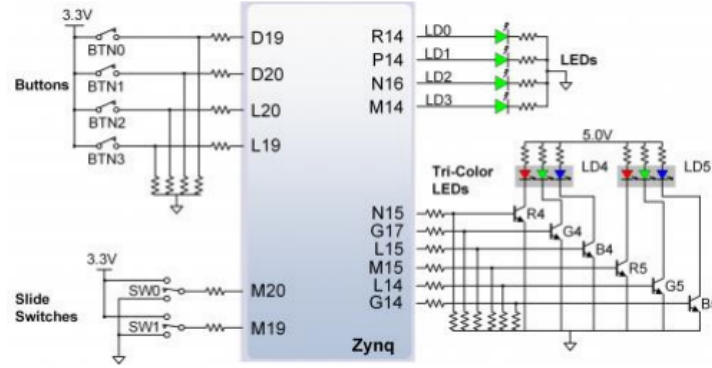 3.3V
BTN0
BTN1
BTN2
BTN3
Buttons
D19
D20
L20
L19
3.3V
SW0
SW1
Slide
Switches
M20
M19
R14
P14
N16
M14
LD0
LD1
LD2
LD3
LEDs
5.0V
Tri-Color
LEDs
LD4
LD5
N15
G17
L15
M15
L14
G14
R4
G4
B4
R5
G5
Zynq